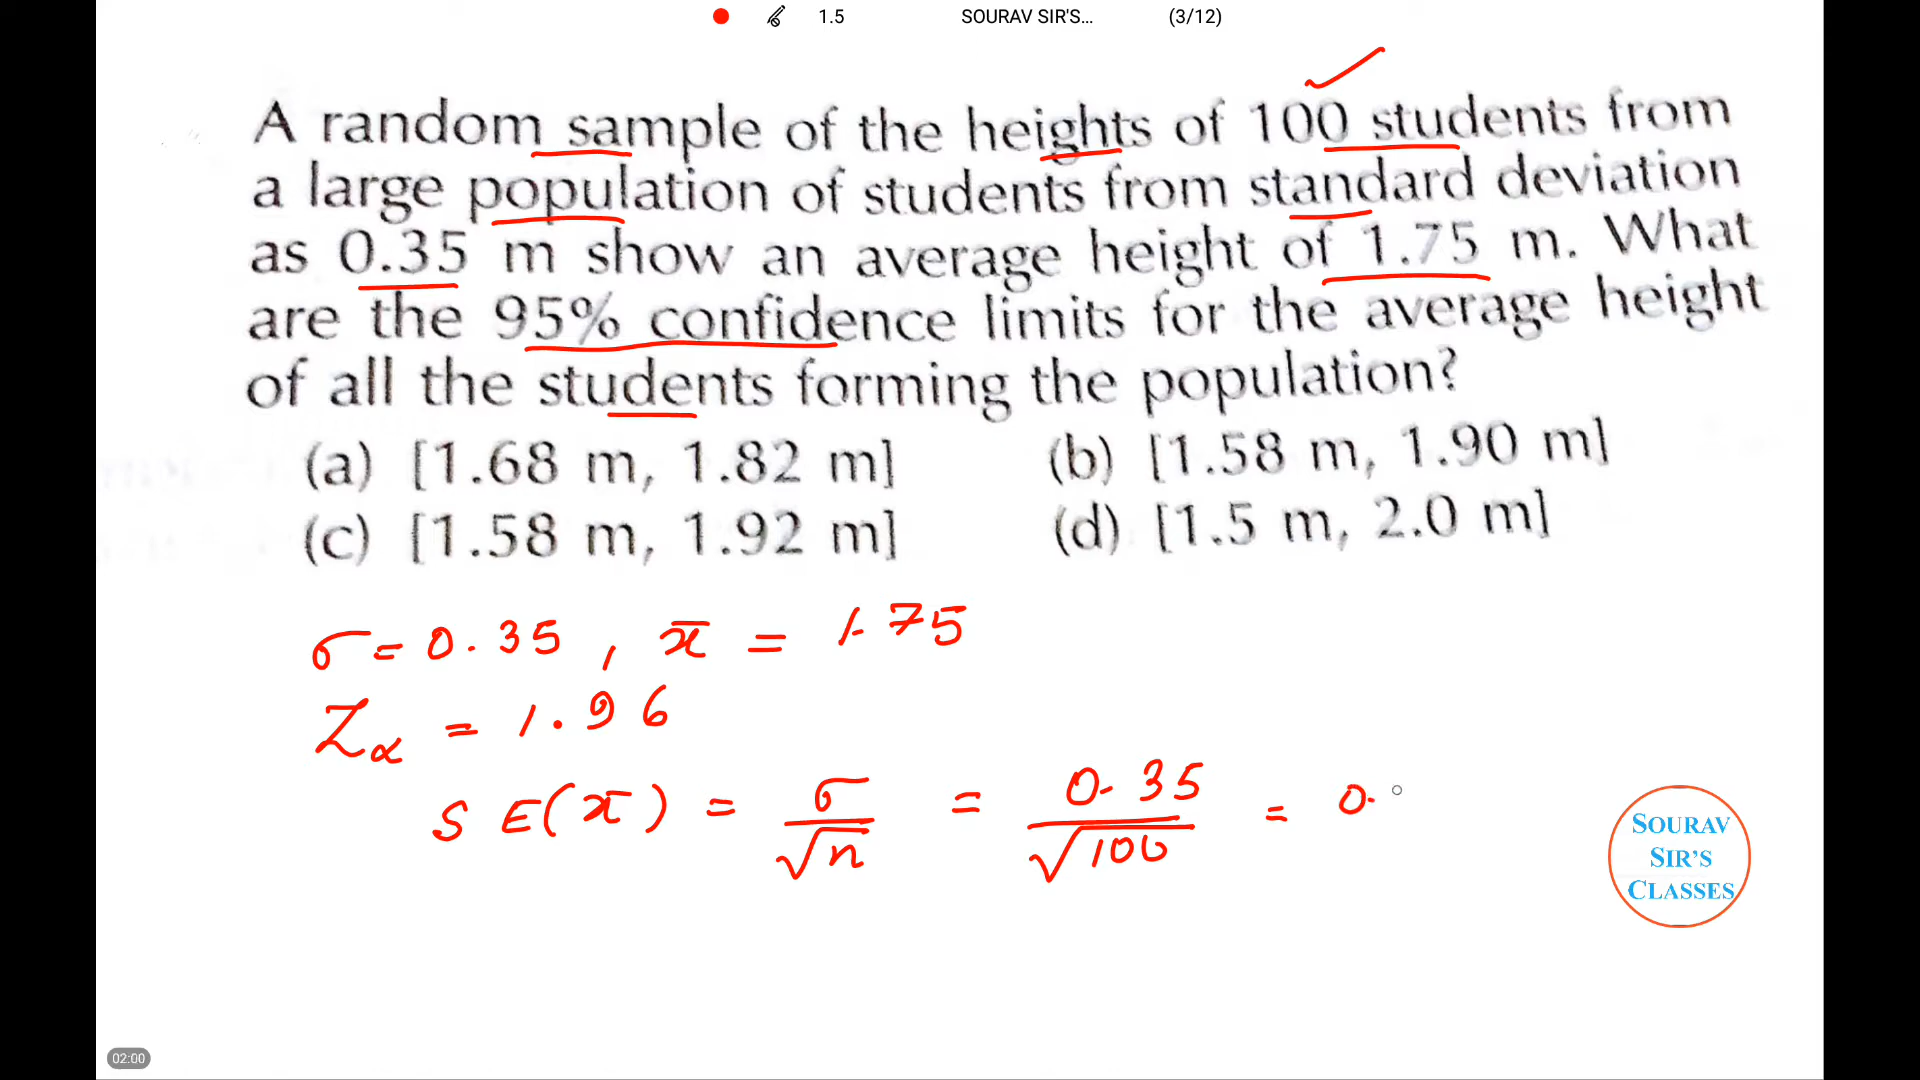 1.5 SOURAV SIR'S... (3/12)
A random sample of the heights of 100 students from
a large population of students from standard deviation
as 0.35 m show an average height of 1.75 m. What
are the 95% confidence limits for the average height
of all the students forming the population?
(a) [1.68 m, 1.82 m] (b) [1.58 m, 1.90 m]
(c) [1.58 m, 1.92 m] (d) [1.5 m, 2.0 m]
σ = 0.35 , x̄ = 1.75
Zα = 1.96
S E(x̄) = σ/√n = 0.35/√100 = 0.
SOURAV
SIR'S
CLASSES
02:00